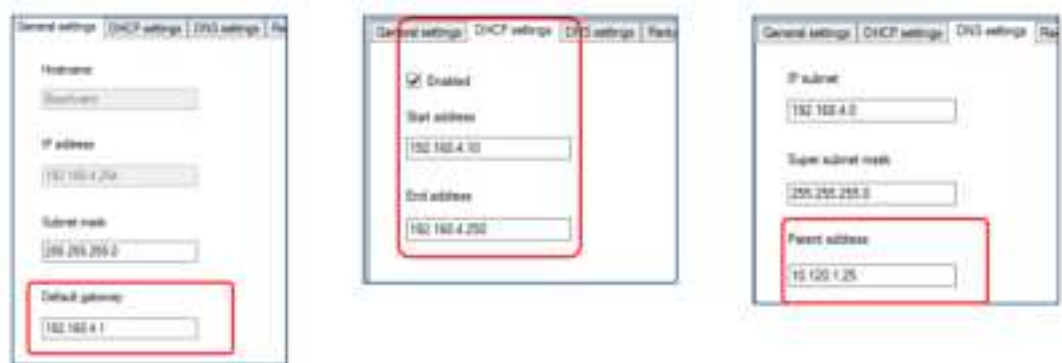 General settings DHCP settings DNS settings
Hostname
IP address
192.168.4.254
Subnet mask
255.255.255.0
Default gateway
192.168.4.1
General settings DHCP settings DNS settings
Enabled
Start address
192.168.4.10
End address
192.168.4.250
General settings DHCP settings DNS settings
IP subnet
192.168.4.0
Super subnet mask
255.255.255.0
Parent address
10.120.1.25